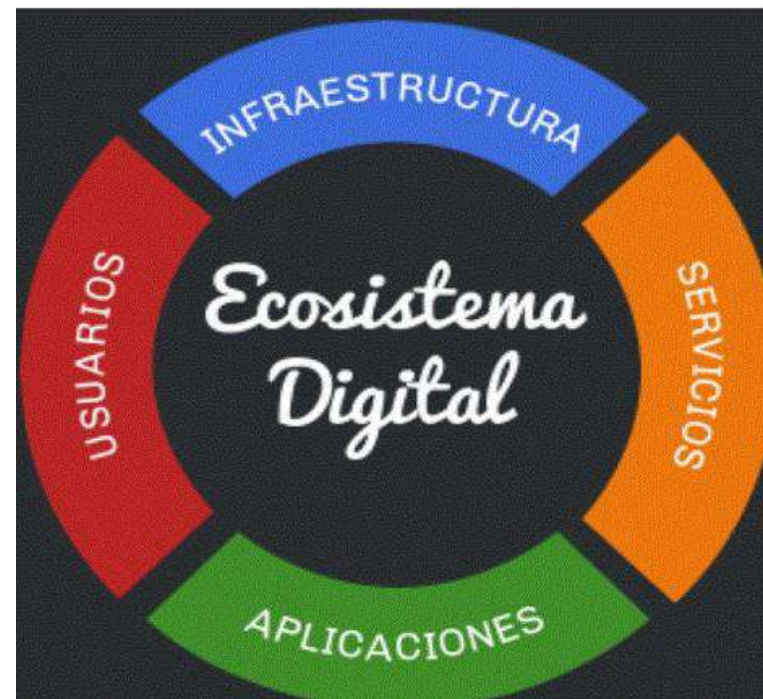 INFRAESTRUCTURA
USUARIOS
Ecosistema
Digital
SERVICIOS
APLICACIONES